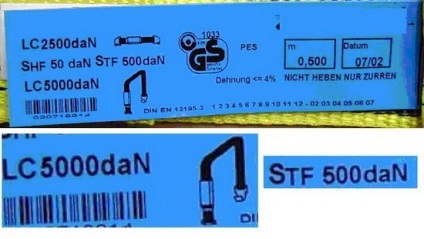 LC2500daN
SHF 50 daN STF 500daN
LC5000daN
1033
GS
PES
Dehnung <= 4%
m
0,500
Datum
07/02
NICHT HEBEN NUR ZURREN
DIN EN 12195-2 1 2 3 4 5 6 7 8 9 10 11 12 - 02 03 04 05 06 07
LC5000daN
DI
STF 500daN